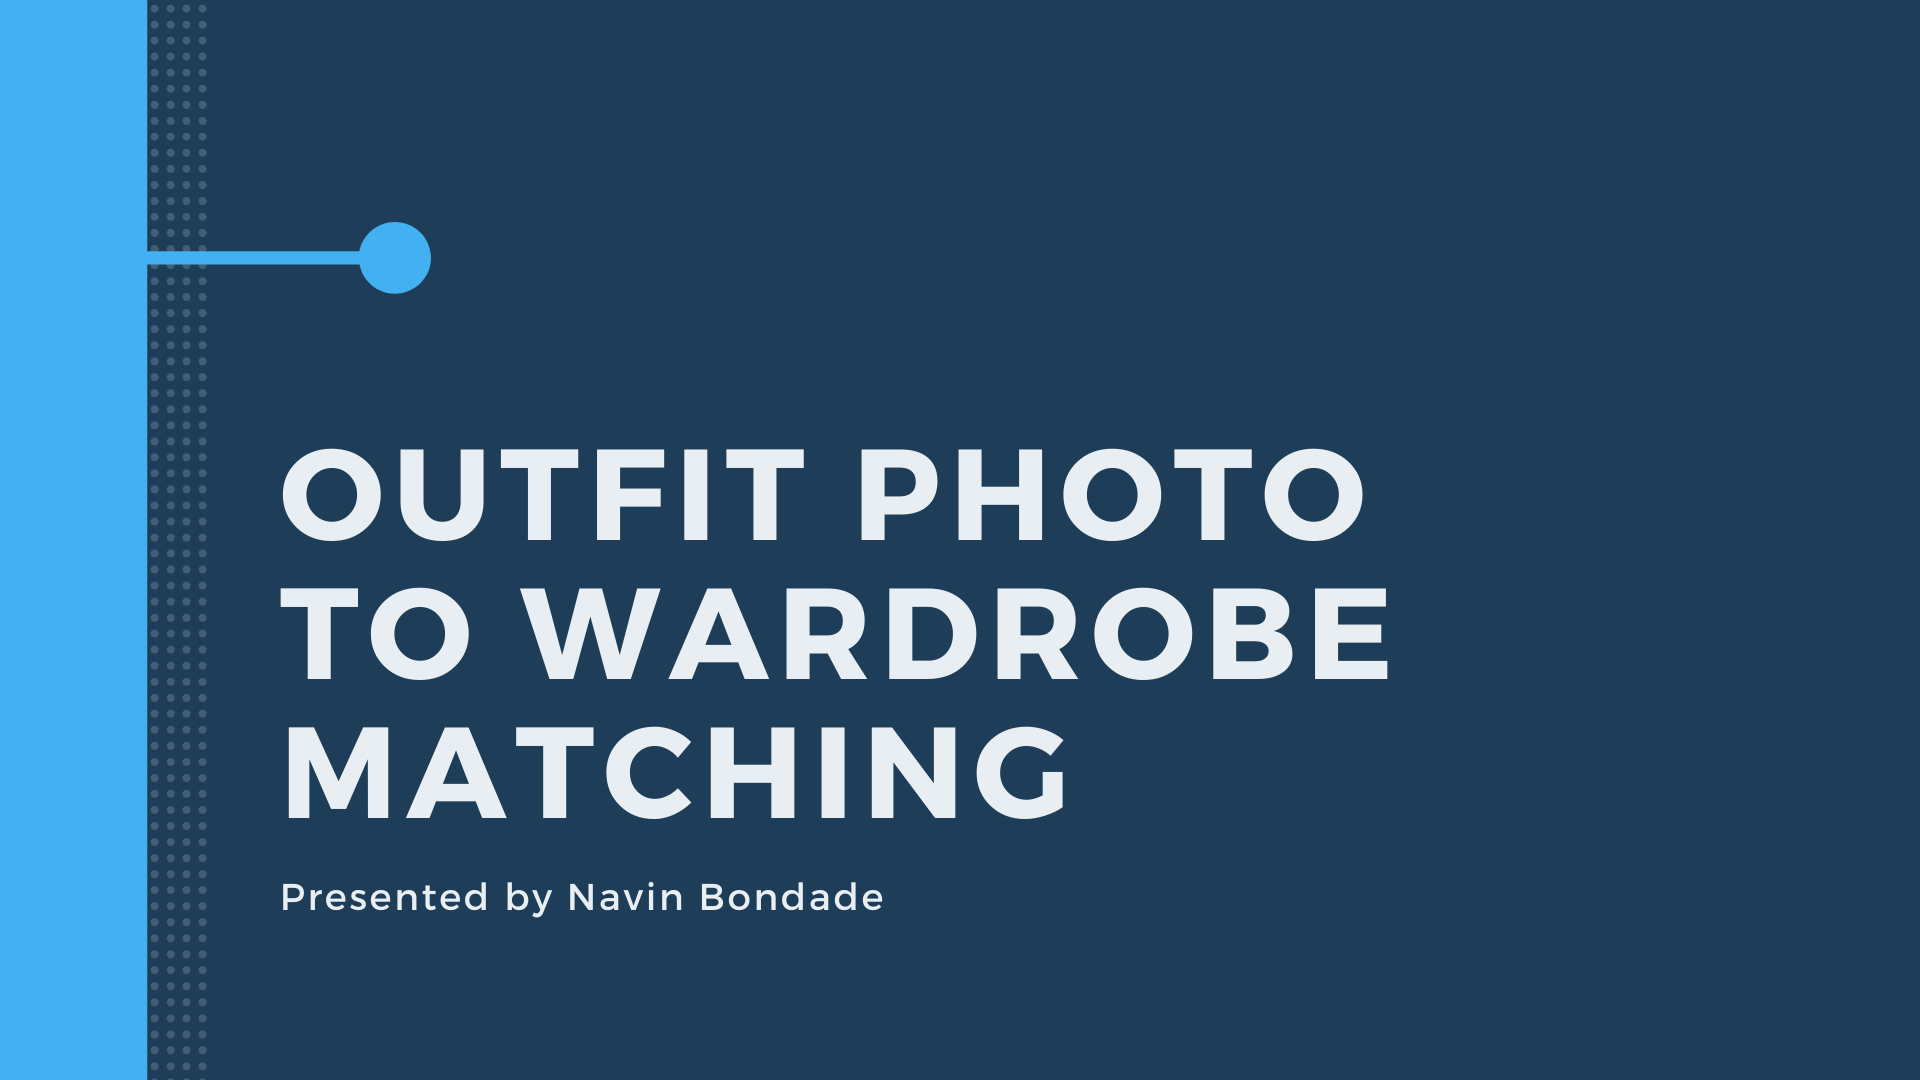 OUTFIT PHOTO
TO WARDROBE
MATCHING
Presented by Navin Bondade